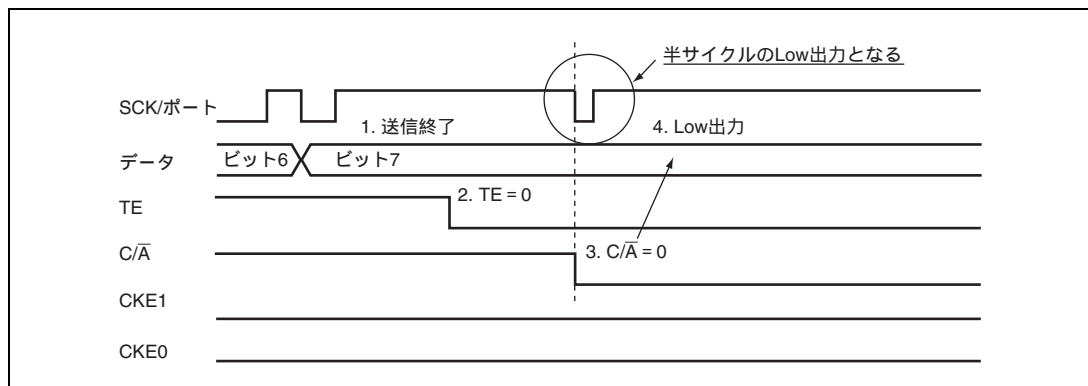 半サイクルのLow出力となる
SCK/ポート
1. 送信終了
4. Low出力
データ
ビット6
ビット7
2. TE = 0
TE
C/A̅
3. C/A̅ = 0
CKE1
CKE0